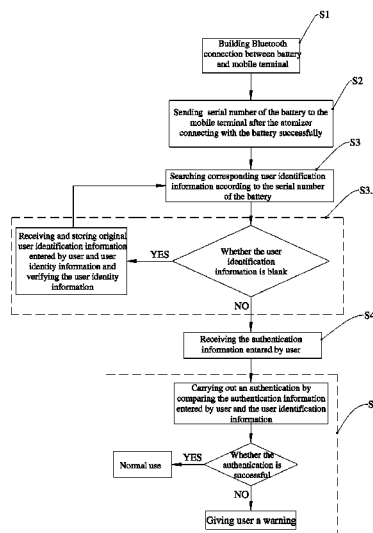 S1
Building Bluetooth
connection between battery
and mobile terminal
S2
Sending serial number of the battery to the
mobile terminal after the atomizer
connecting with the battery successfully
S3
Searching corresponding user identification
information according to the serial number
of the battery
S3.
Receiving and storing original
user identification information
entered by user and user
identity information and
verifying the user identity
information
YES
Whether the user
identification
information is blank
NO
S4
Receiving the authentication
information entared by user
Carrying out an authentication by
comparing the authentication information
entered by user and the user identification
information
S
Normal use
YES
Whether the
authentication is
successful
NO
Giving user a warning